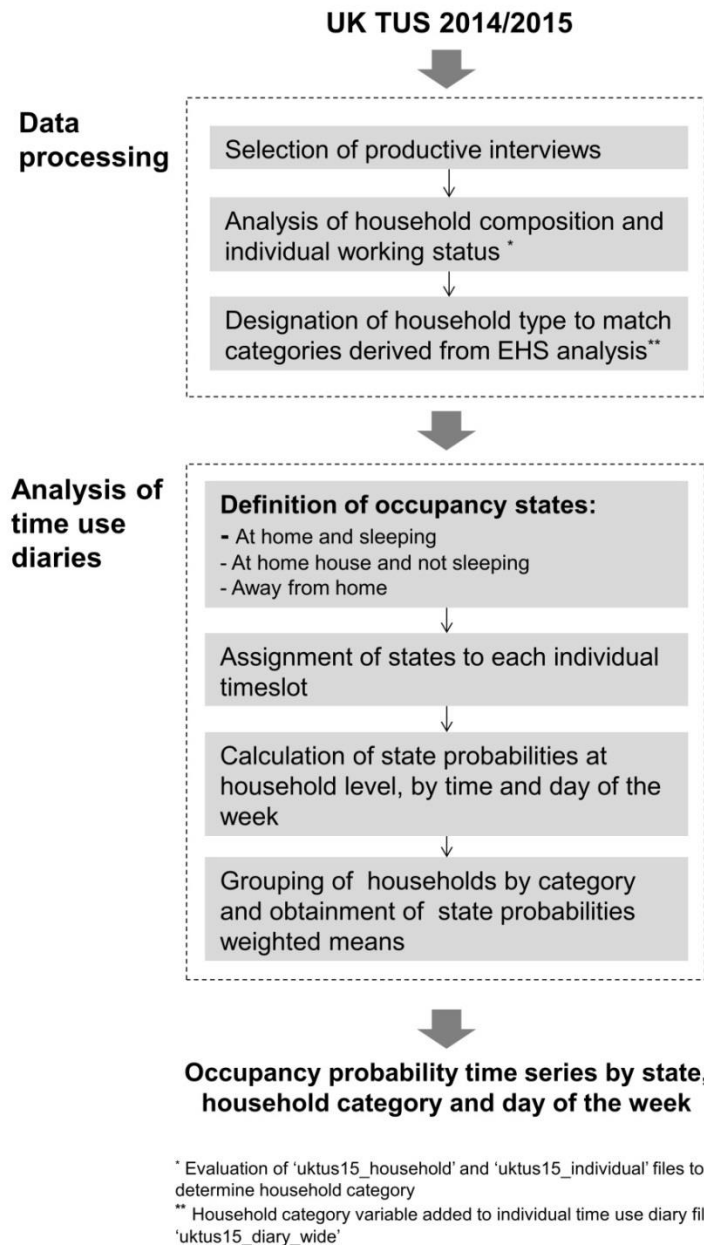 UK TUS 2014/2015
Data
processing
Selection of productive interviews
Analysis of household composition and
individual working status *
Designation of household type to match
categories derived from EHS analysis**
Analysis of
time use
diaries
Definition of occupancy states:
- At home and sleeping
- At home house and not sleeping
- Away from home
Assignment of states to each individual
timeslot
Calculation of state probabilities at
household level, by time and day of the
week
Grouping of households by category
and obtainment of state probabilities
weighted means
Occupancy probability time series by state,
household category and day of the week
* Evaluation of ‘uktus15_household’ and ‘uktus15_individual’ files to
determine household category
** Household category variable added to individual time use diary fil
‘uktus15_diary_wide’